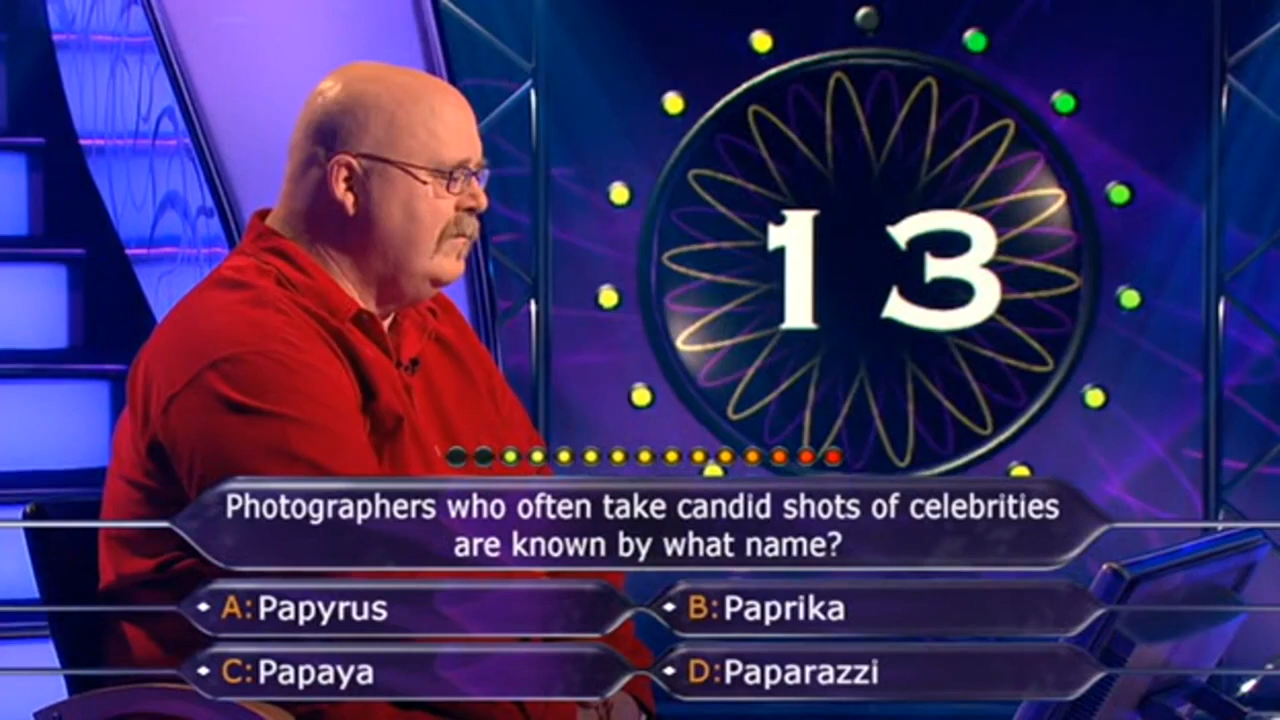 13
Photographers who often take candid shots of celebrities
are known by what name?
A: Papyrus
B: Paprika
C: Papaya
D: Paparazzi